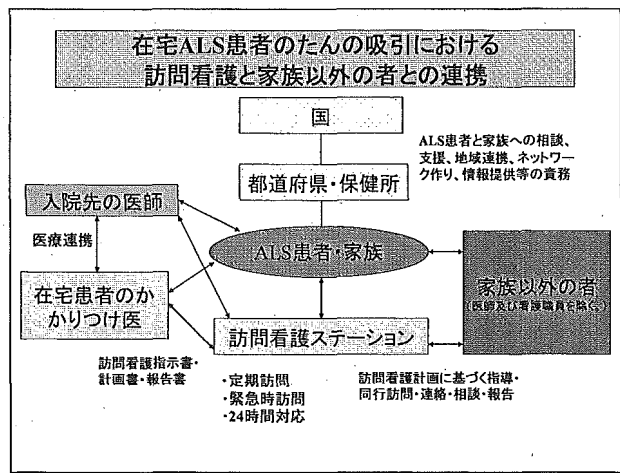 在宅ALS患者のたんの吸引における
訪問看護と家族以外の者との連携
国
ALS患者と家族への相談、
支援、地域連携、ネットワー
ク作り、情報提供等の責務
都道府県・保健所
入院先の医師
医療連携
ALS患者・家族
在宅患者のか
かりつけ医
家族以外の者
(医師及び看護職員を除く。)
訪問看護ステーション
訪問看護指示書・
計画書・報告書
・定期訪問
・緊急時訪問
・24時間対応
訪問看護計画に基づく指導・
同行訪問・連絡・相談・報告